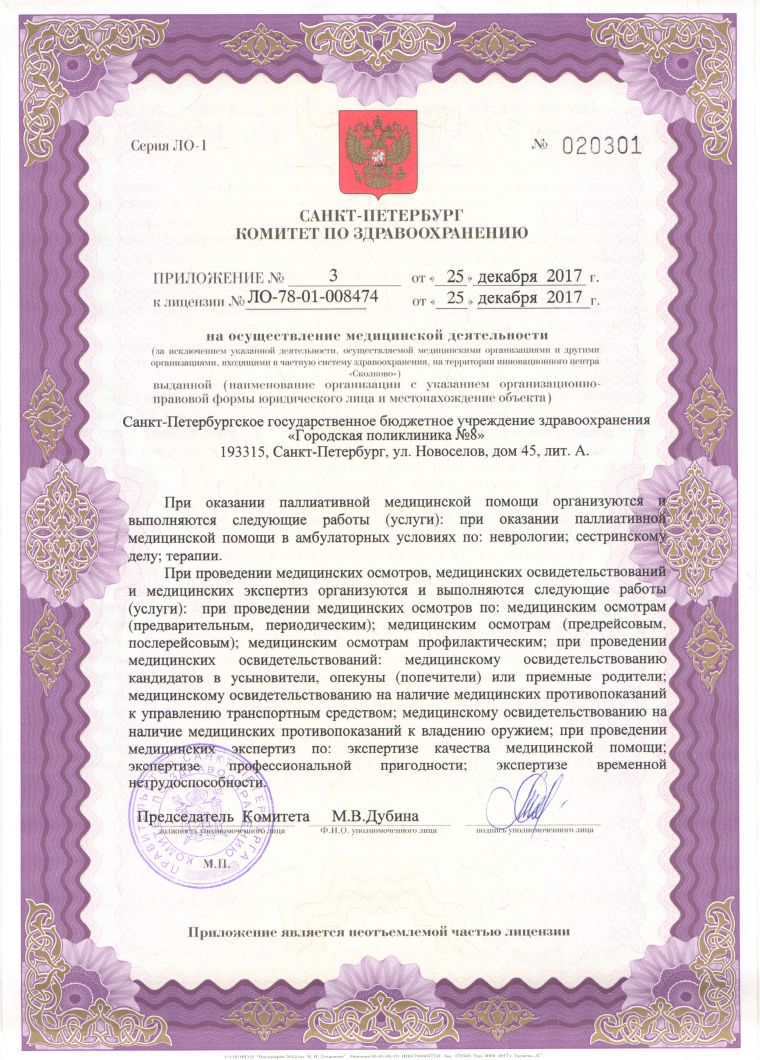 Серия ЛО-1
№ 020301
САНКТ-ПЕТЕРБУРГ
КОМИТЕТ ПО ЗДРАВООХРАНЕНИЮ
ПРИЛОЖЕНИЕ № 3 от « 25 » декабря 2017 г.
к лицензии № ЛО-78-01-008474 от « 25 » декабря 2017 г.
на осуществление медицинской деятельности
(за исключением указанной деятельности, осуществляемой медицинскими организациями и другими
организациями, входящими в частную систему здравоохранения, на территории инновационного центра
«Сколково»)
выданной (наименование организации с указанием организационно-
правовой формы юридического лица и местонахождение объекта)
Санкт-Петербургское государственное бюджетное учреждение здравоохранения
«Городская поликлиника №8»
193315, Санкт-Петербург, ул. Новоселов, дом 45, лит. А.
При оказании паллиативной медицинской помощи организуются и
выполняются следующие работы (услуги): при оказании паллиативной
медицинской помощи в амбулаторных условиях по: неврологии; сестринскому
делу; терапии.
При проведении медицинских осмотров, медицинских освидетельствований
и медицинских экспертиз организуются и выполняются следующие работы
(услуги): при проведении медицинских осмотров по: медицинским осмотрам
(предварительным, периодическим); медицинским осмотрам (предрейсовым,
послерейсовым); медицинским осмотрам профилактическим; при проведении
медицинских освидетельствований: медицинскому освидетельствованию
кандидатов в усыновители, опекуны (попечители) или приемные родители;
медицинскому освидетельствованию на наличие медицинских противопоказаний
к управлению транспортным средством; медицинскому освидетельствованию на
наличие медицинских противопоказаний к владению оружием; при проведении
медицинских экспертиз по: экспертизе качества медицинской помощи;
экспертизе профессиональной пригодности; экспертизе временной
нетрудоспособности.
Председатель Комитета М.В.Дубина
должность уполномоченного лица Ф.И.О. уполномоченного лица подпись уполномоченного лица
М.П.
Приложение является неотъемлемой частью лицензии